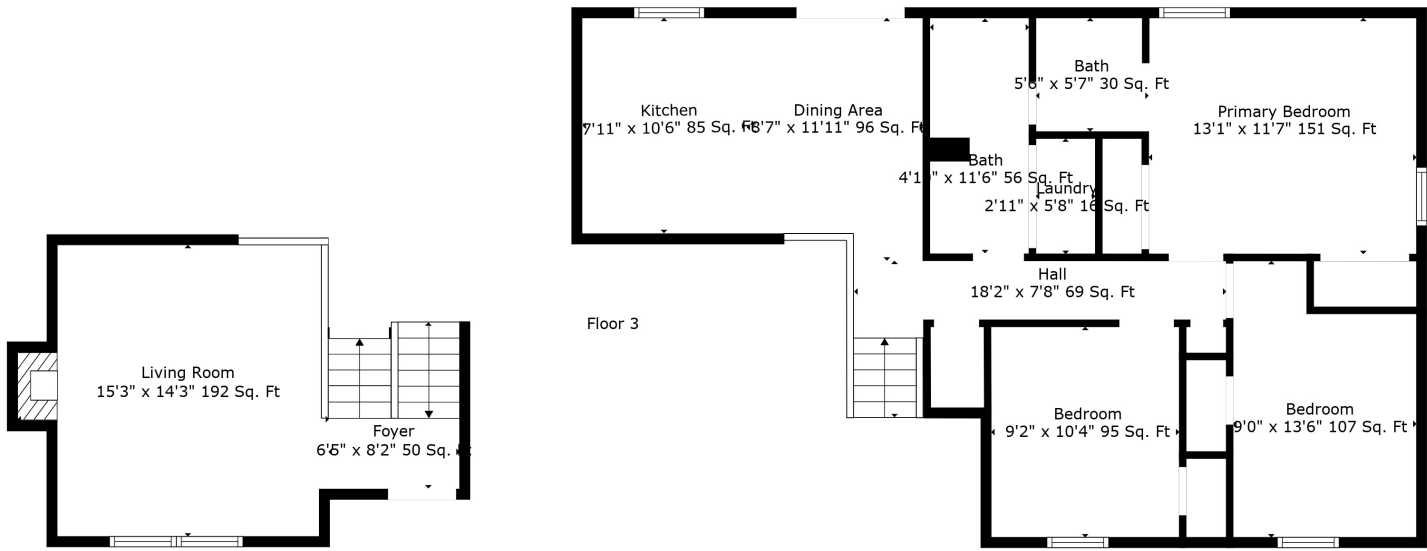 Kitchen
7'11" x 10'6" 85 Sq. Ft
Dining Area
8'7" x 11'11" 96 Sq. Ft
Bath
5'6" x 5'7" 30 Sq. Ft
Primary Bedroom
13'1" x 11'7" 151 Sq. Ft
Bath
x 11'6" 56 Sq. Ft
Laundry
2'11" x 5'8" 16 Sq. Ft
Hall
18'2" x 7'8" 69 Sq. Ft
Floor 3
Living Room
15'3" x 14'3" 192 Sq. Ft
Foyer
6'5" x 8'2" 50 Sq. Ft
Bedroom
9'2" x 10'4" 95 Sq. Ft
Bedroom
9'0" x 13'6" 107 Sq. Ft